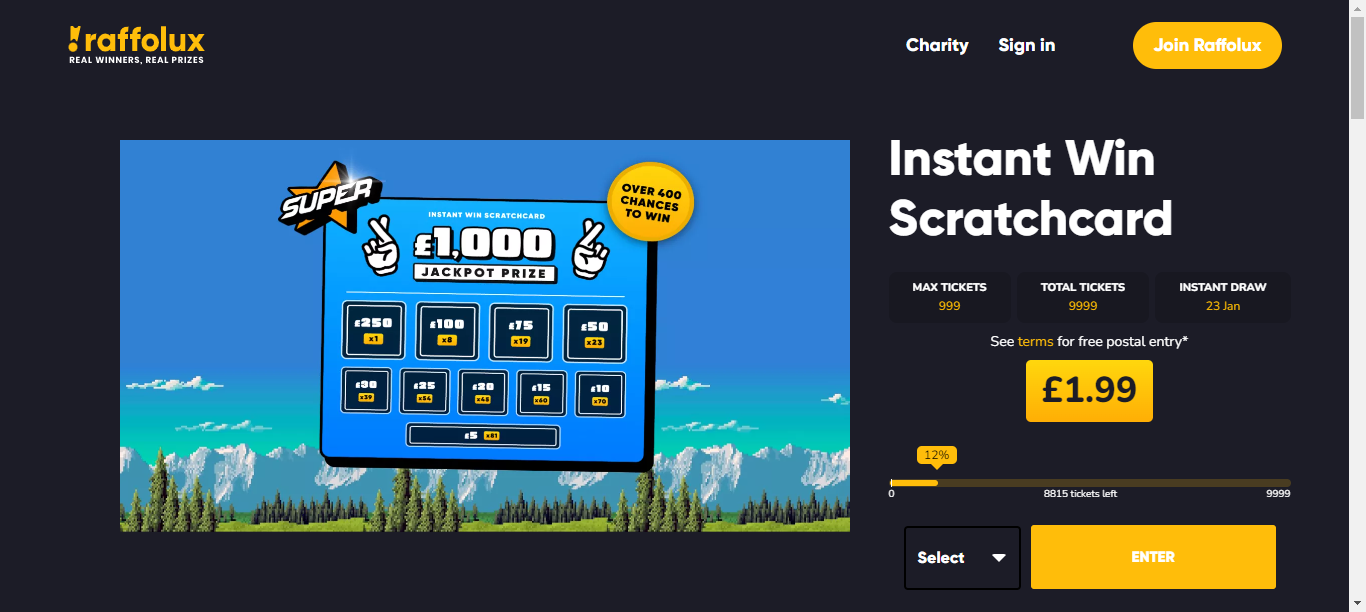 raffolux
REAL WINNERS, REAL PRIZES
Charity
Sign in
Join Raffolux
SUPER
OVER 400
CHANCES
TO WIN
INSTANT WIN SCRATCHCARD
£1,000
JACKPOT PRIZE
£250
x1
£100
x8
£75
x19
£50
x23
£30
x39
£25
x54
£20
x45
£15
x60
£10
x70
£5 x81
Instant Win
Scratchcard
MAX TICKETS
999
TOTAL TICKETS
9999
INSTANT DRAW
23 Jan
See terms for free postal entry*
£1.99
12%
0
8815 tickets left
9999
Select
ENTER